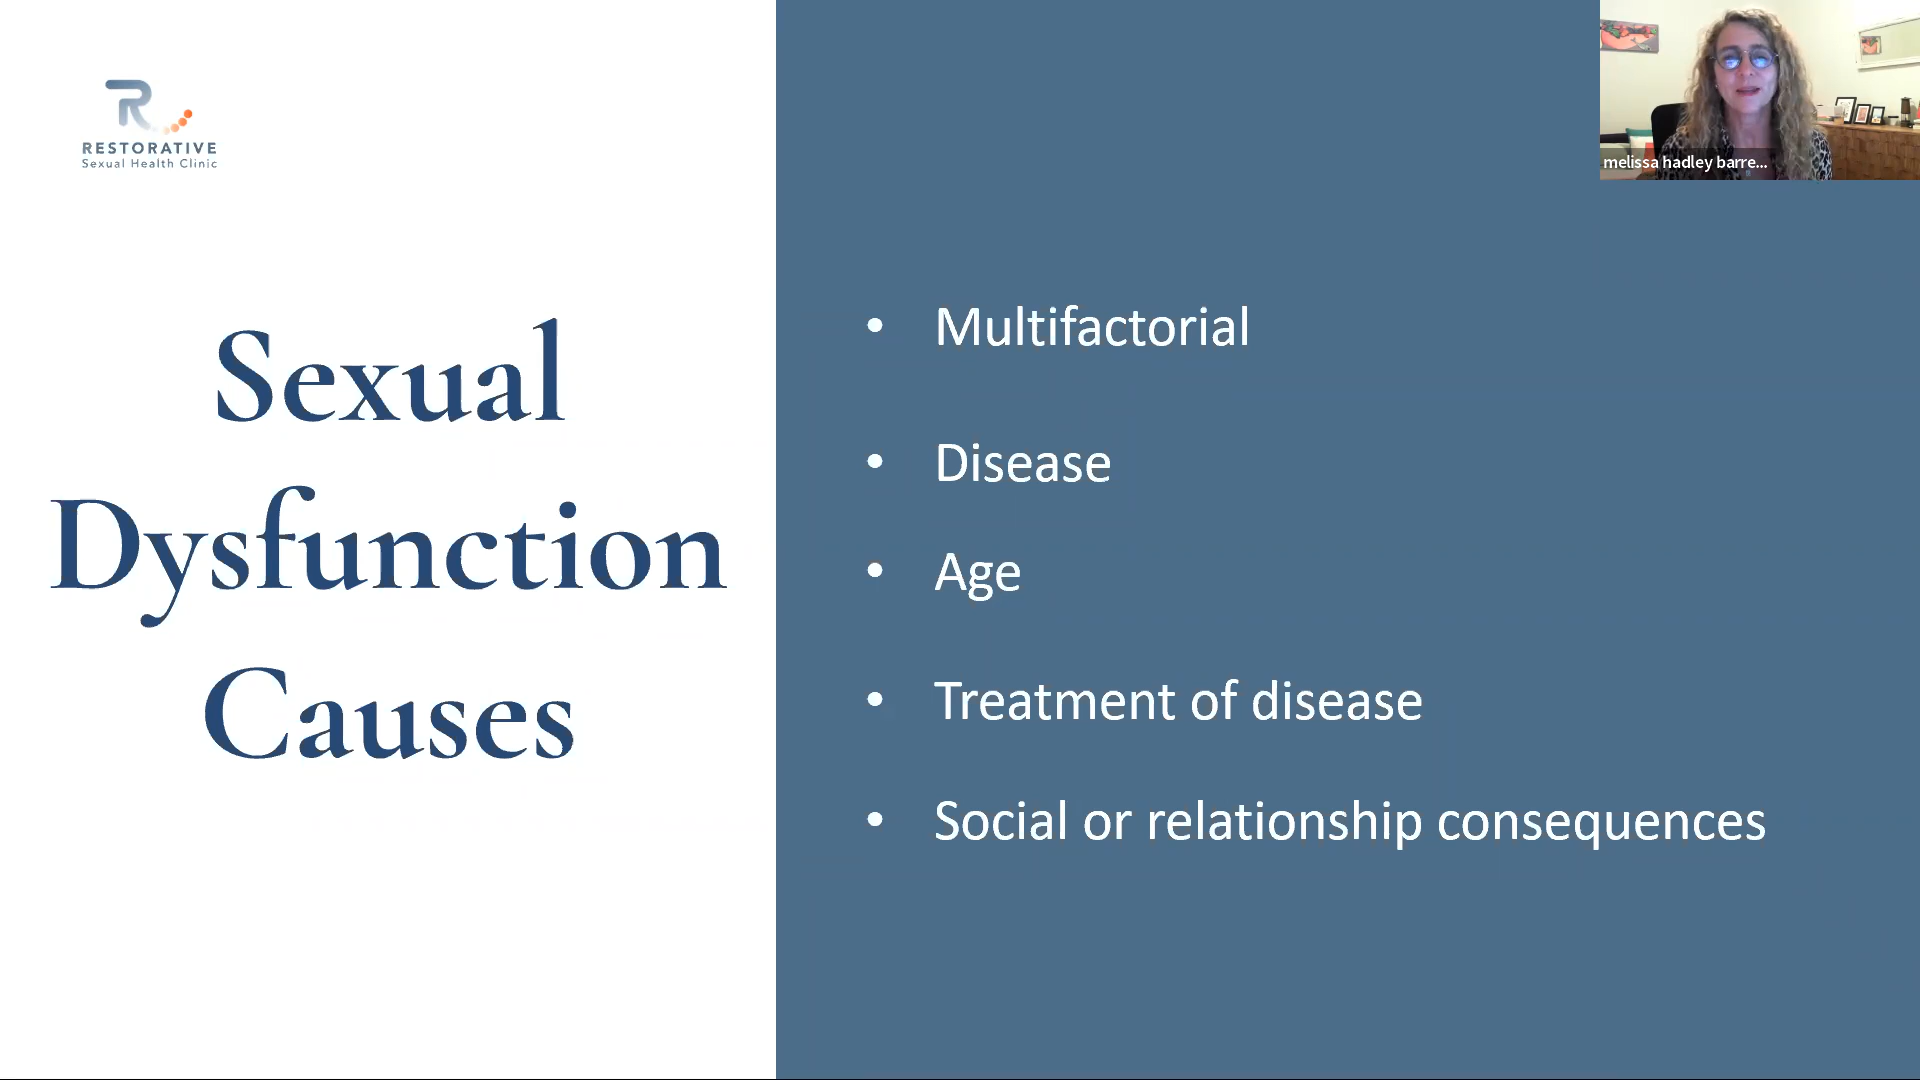 RESTORATIVE
Sexual Health Clinic
Sexual
Dysfunction
Causes
• Multifactorial
• Disease
• Age
• Treatment of disease
• Social or relationship consequences
melissa hadley barre...